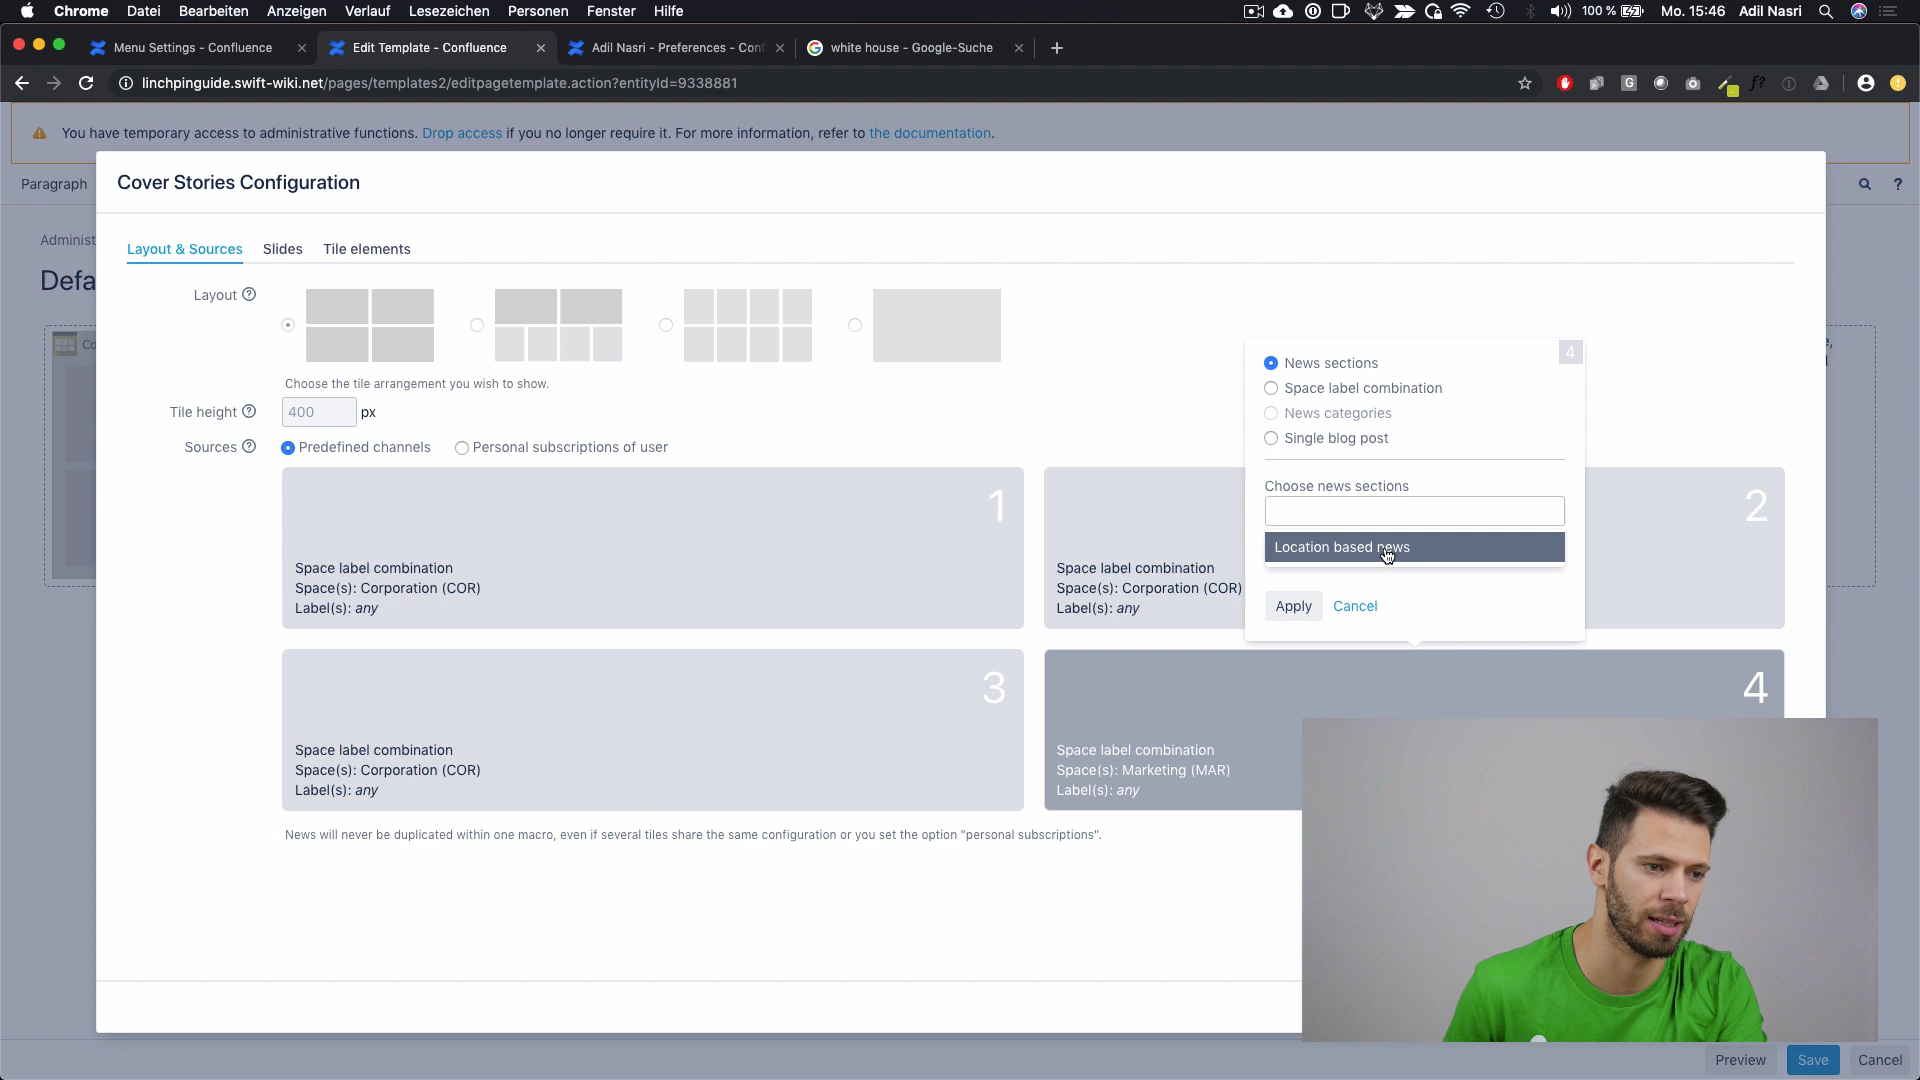 Chrome Datei Bearbeiten Anzeigen Verlauf Lesezeichen Personen Fenster Hilfe 100 % Mo. 15:46 Adil Nasri
Menu Settings - Confluence Edit Template - Confluence Adil Nasri - Preferences - Conf white house - Google-Suche
linchpinguide.swift-wiki.net/pages/templates2/editpagetemplate.action?entityId=9338881
You have temporary access to administrative functions. Drop access if you no longer require it. For more information, refer to the documentation.
Paragraph
?
Cover Stories Configuration
Administ
Layout & Sources Slides Tile elements
Defa
Layout
Co
Choose the tile arrangement you wish to show.
Tile height 400 px
Sources Predefined channels Personal subscriptions of user
4
News sections
Space label combination
News categories
Single blog post
Choose news sections
Location based news
Apply Cancel
1
Space label combination
Space(s): Corporation (COR)
Label(s): any
2
Space label combination
Space(s): Corporation (COR)
Label(s): any
3
Space label combination
Space(s): Corporation (COR)
Label(s): any
4
Space label combination
Space(s): Marketing (MAR)
Label(s): any
News will never be duplicated within one macro, even if several tiles share the same configuration or you set the option "personal subscriptions".
Preview Save Cancel